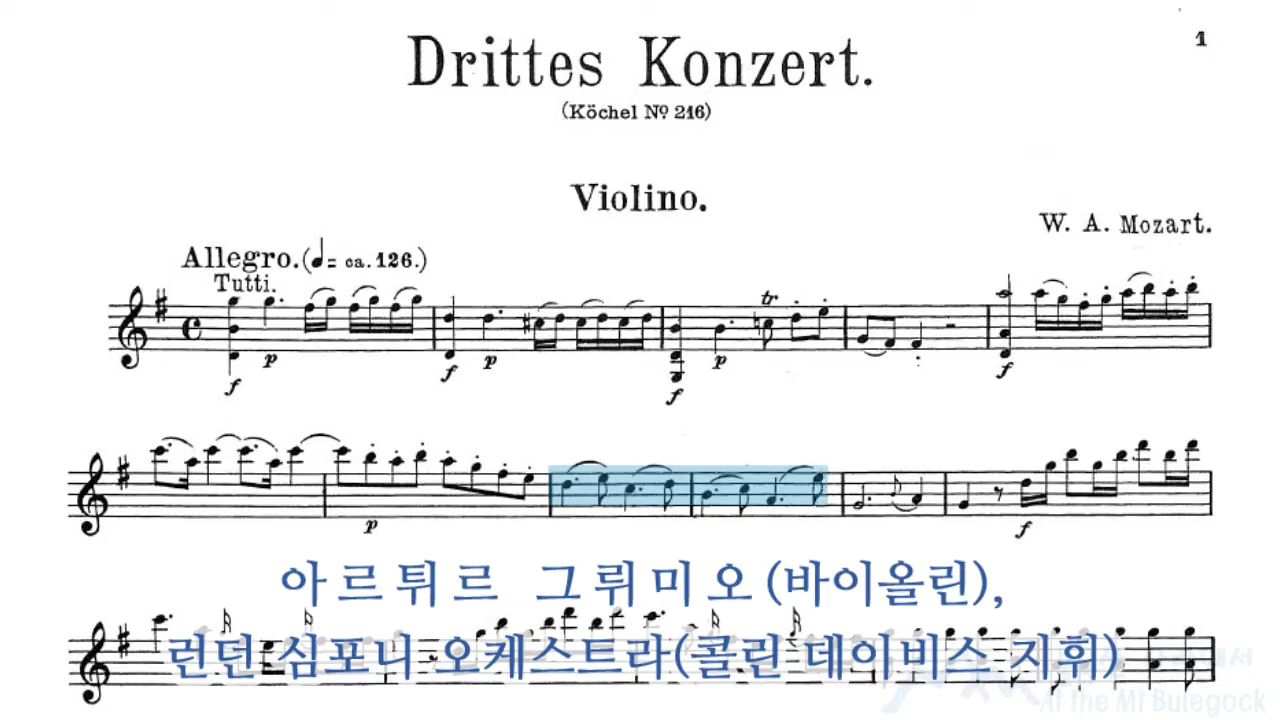 1
Drittes Konzert.
(Köchel Nº 216)
Violino.
W. A. Mozart.
Allegro. (♩= ca. 126.)
Tutti.
tr
p p p
f f f f
p f
아르튀르 그뤼미오(바이올린),
런던 심포니 오케스트라(콜린 데이비스 지휘)
At the Mt Bulegock